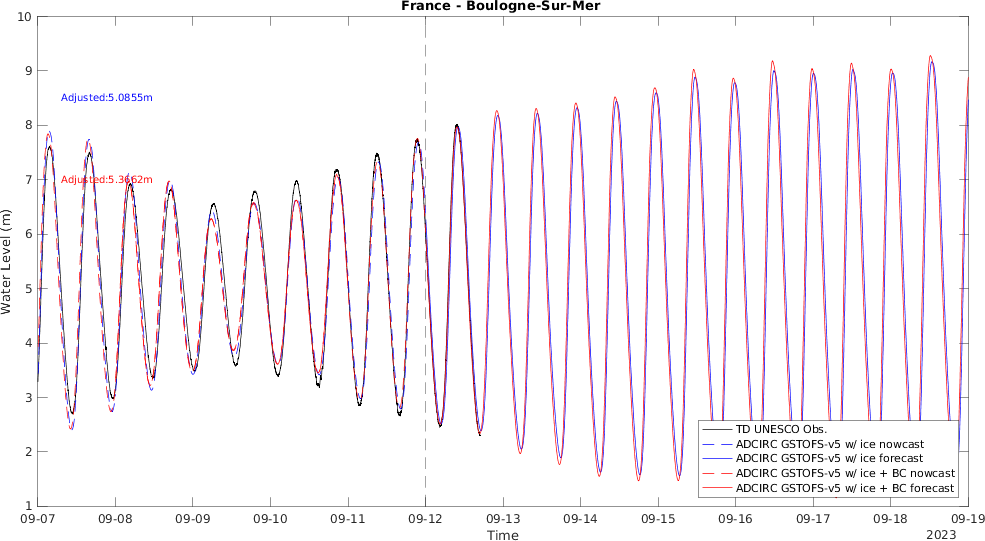 France - Boulogne-Sur-Mer
10
9
8
7
6
5
4
3
2
1
Water Level (m)
Adjusted:5.0855m
Adjusted:5.3662m
TD UNESCO Obs.
ADCIRC GSTOFS-v5 w/ ice nowcast
ADCIRC GSTOFS-v5 w/ ice forecast
ADCIRC GSTOFS-v5 w/ ice + BC nowcast
ADCIRC GSTOFS-v5 w/ ice + BC forecast
09-07 09-08 09-09 09-10 09-11 09-12 09-13 09-14 09-15 09-16 09-17 09-18 09-19
Time
2023